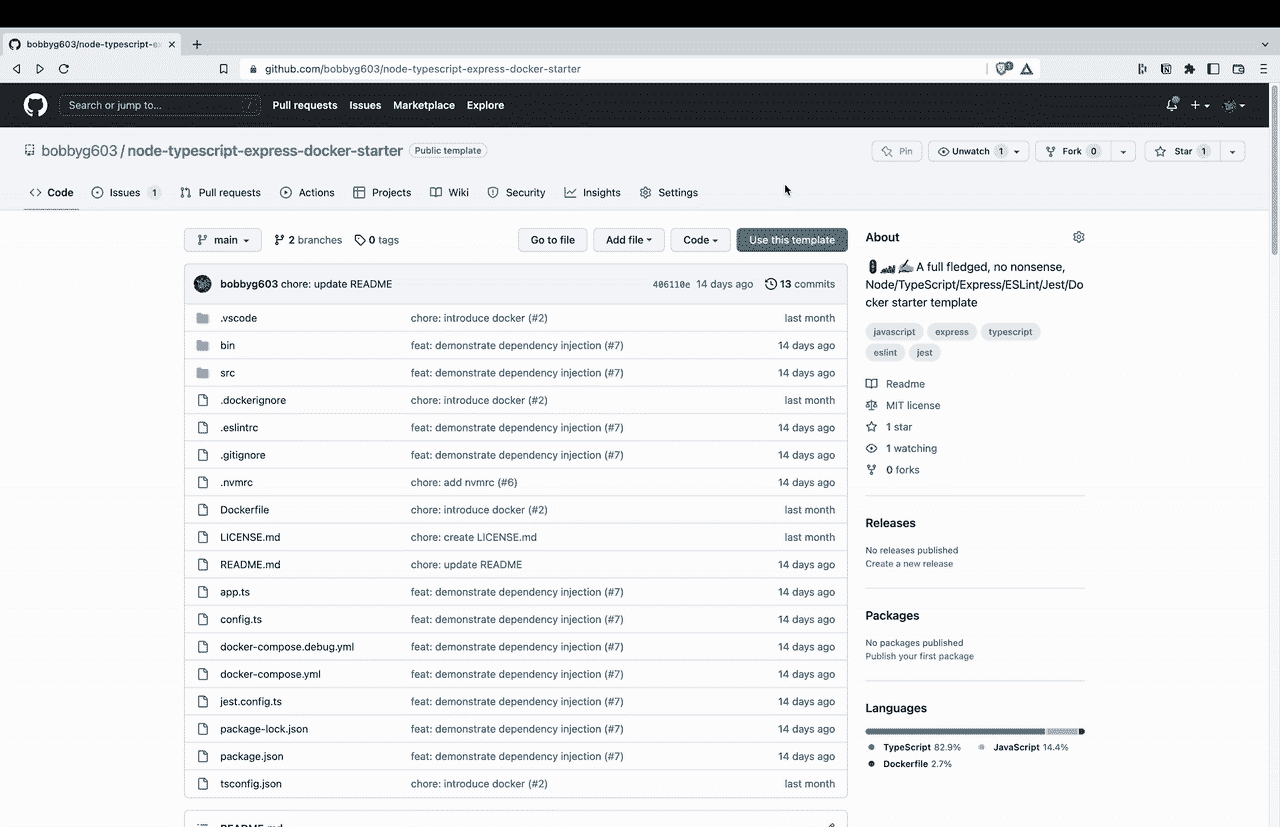 bobbyg603/node-typescript-ex
github.com/bobbyg603/node-typescript-express-docker-starter
Search or jump to... /
Pull requests Issues Marketplace Explore
bobbyg603 / node-typescript-express-docker-starter Public template
Pin Unwatch 1 Fork 0 Star 1
Code Issues 1 Pull requests Actions Projects Wiki Security Insights Settings
main 2 branches 0 tags Go to file Add file Code Use this template
bobbyg603 chore: update README 406110e 14 days ago 13 commits
.vscode chore: introduce docker (#2) last month
bin feat: demonstrate dependency injection (#7) 14 days ago
src feat: demonstrate dependency injection (#7) 14 days ago
.dockerignore chore: introduce docker (#2) last month
.eslintrc feat: demonstrate dependency injection (#7) 14 days ago
.gitignore feat: demonstrate dependency injection (#7) 14 days ago
.nvmrc chore: add nvmrc (#6) 14 days ago
Dockerfile chore: introduce docker (#2) last month
LICENSE.md chore: create LICENSE.md last month
README.md chore: update README 14 days ago
app.ts feat: demonstrate dependency injection (#7) 14 days ago
config.ts feat: demonstrate dependency injection (#7) 14 days ago
docker-compose.debug.yml feat: demonstrate dependency injection (#7) 14 days ago
docker-compose.yml feat: demonstrate dependency injection (#7) 14 days ago
jest.config.ts feat: demonstrate dependency injection (#7) 14 days ago
package-lock.json feat: demonstrate dependency injection (#7) 14 days ago
package.json feat: demonstrate dependency injection (#7) 14 days ago
tsconfig.json chore: introduce docker (#2) last month
README.md
About
A full fledged, no nonsense,
Node/TypeScript/Express/ESLint/Jest/Do
cker starter template
javascript express typescript
eslint jest
Readme
MIT license
1 star
1 watching
0 forks
Releases
No releases published
Create a new release
Packages
No packages published
Publish your first package
Languages
TypeScript 82.9% JavaScript 14.4%
Dockerfile 2.7%